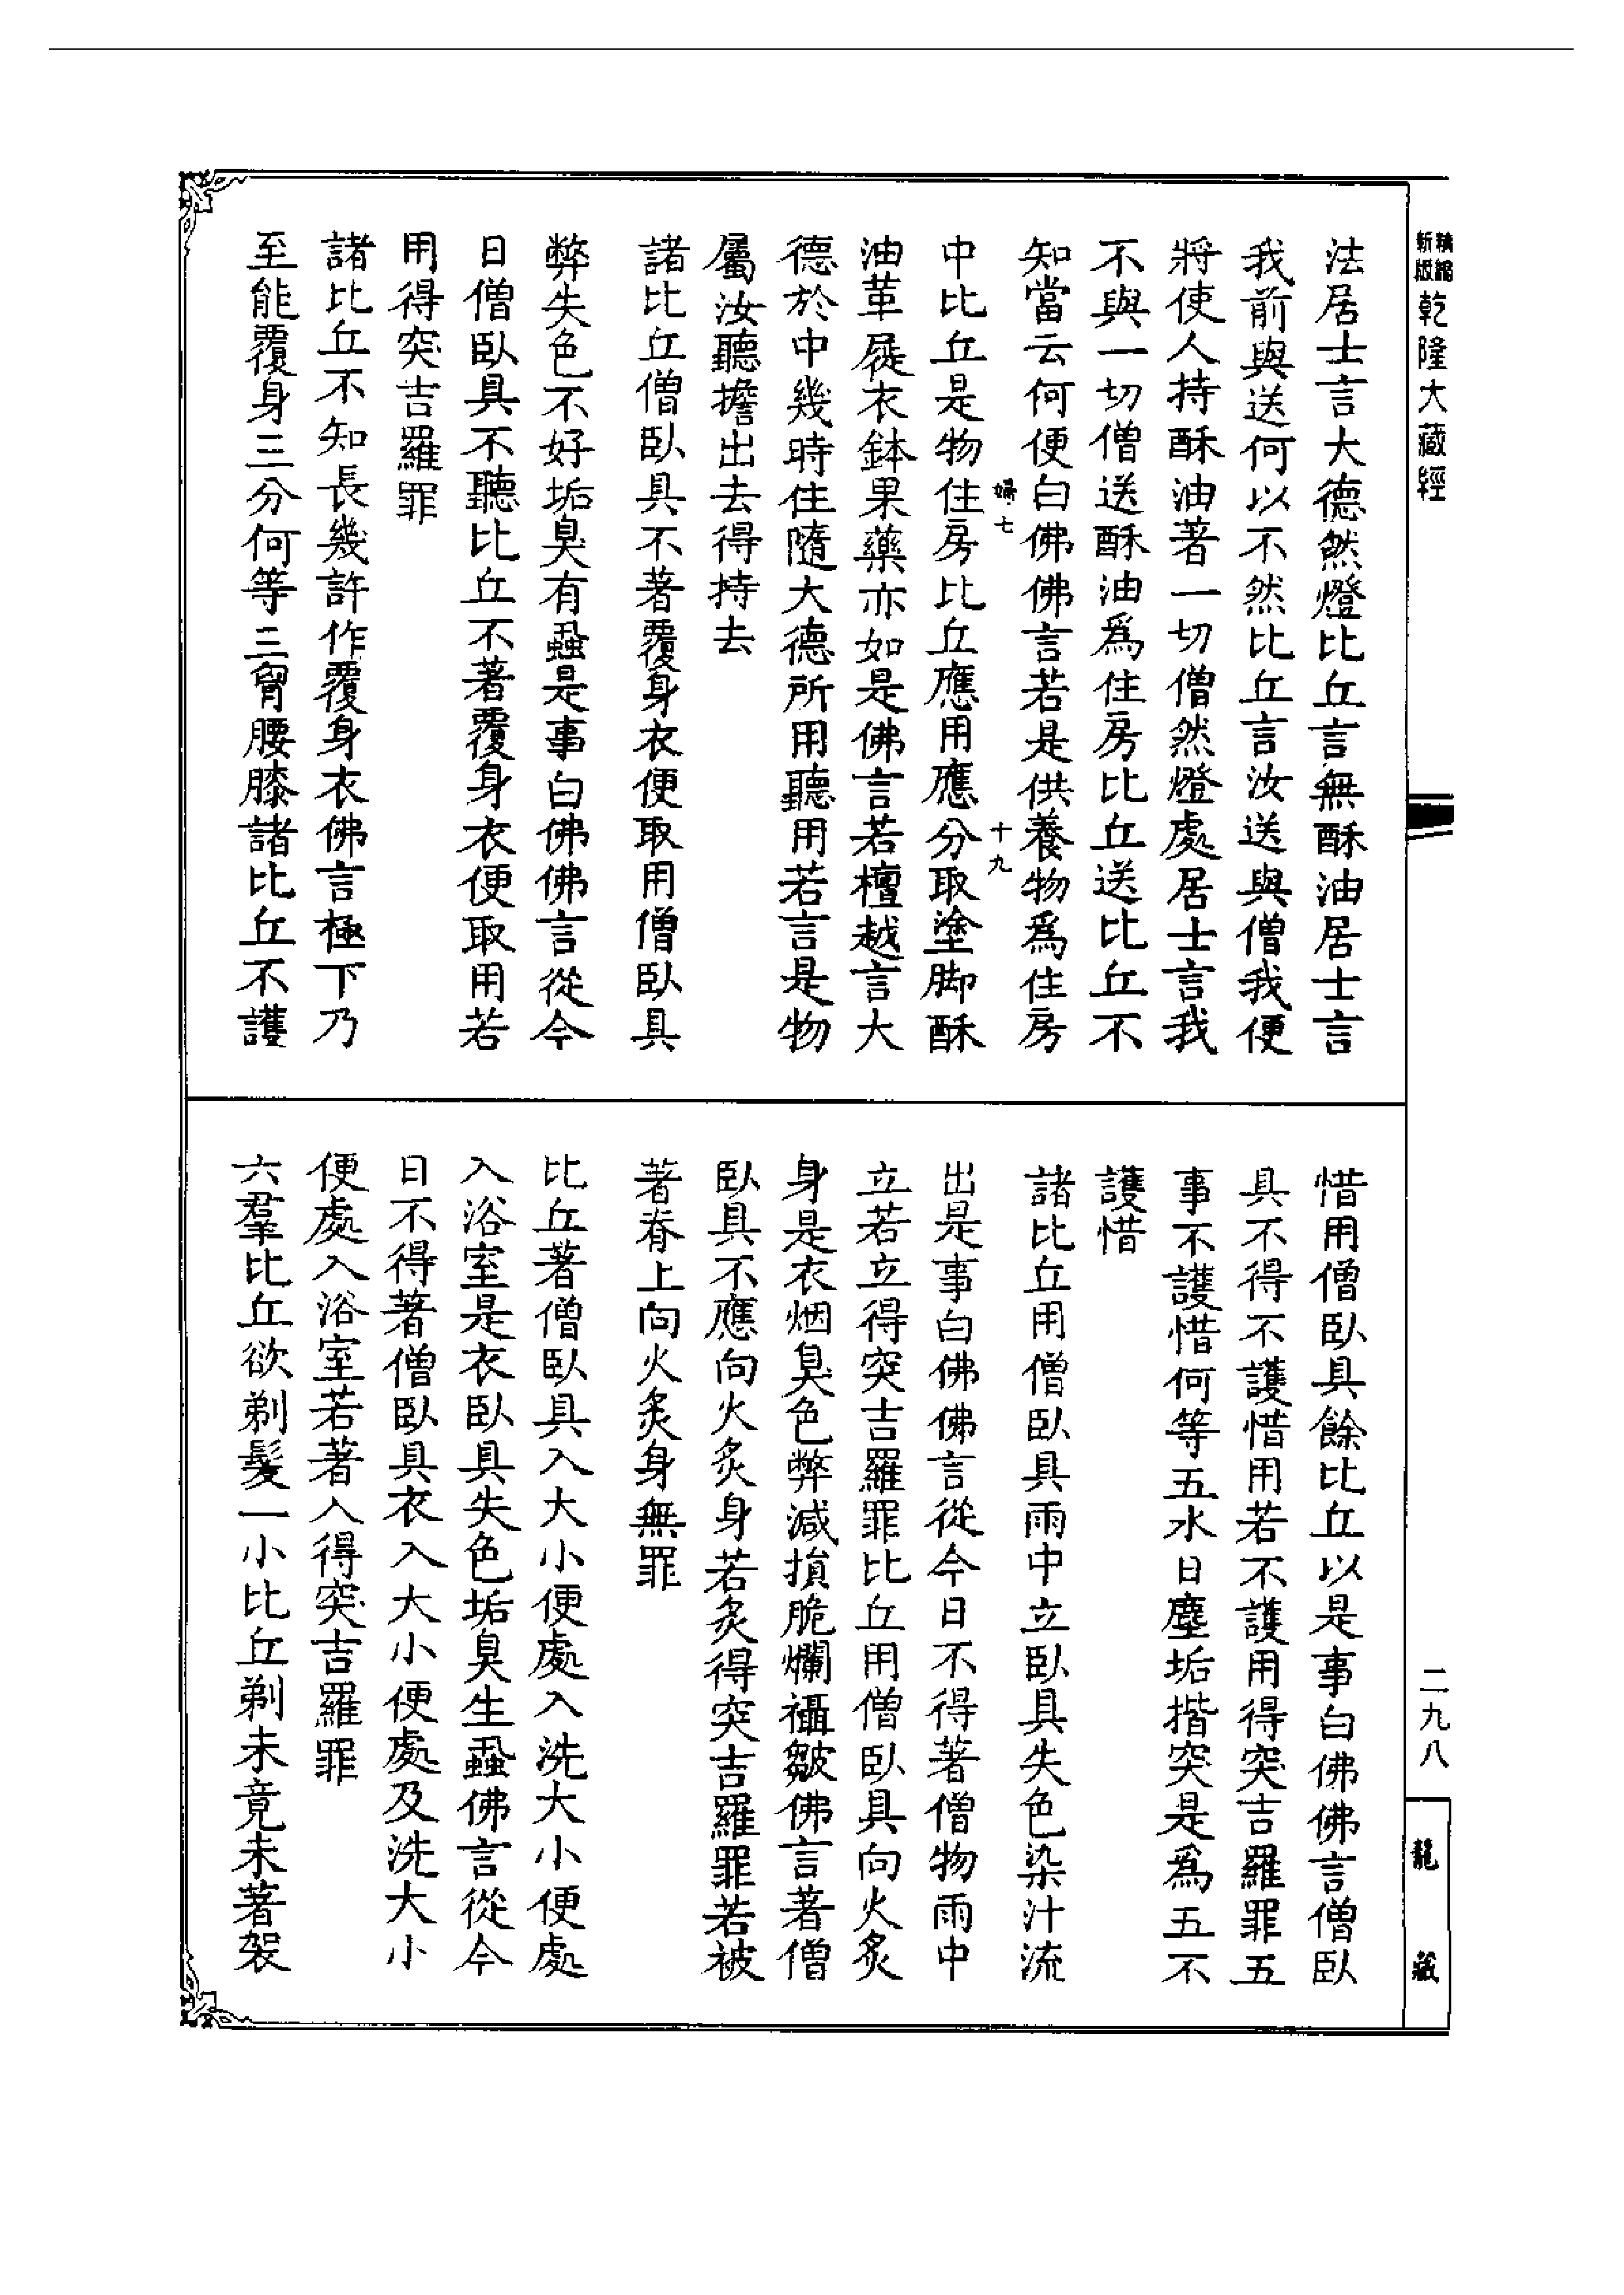 精縮
新版
乾隆大藏經
法居士言大德然燈比丘言無酥油居士言
我前與送何以不然比丘言汝送與僧我便
將使人持酥油著一切僧然燈處居士言我
不與一切僧送酥油爲住房比丘送比丘不
知當云何便白佛佛言若是供養物爲住房
婦七
十九
中比丘是物住房比丘應用應分取塗脚酥
油革屣衣鉢果藥亦如是佛言若檀越言大
德於中幾時住隨大德所用聽用若言是物
屬汝聽擔出去得持去
諸比丘僧臥具不著覆身衣便取用僧臥具
弊失色不好垢臭有蝨是事白佛佛言從今
日僧臥具不聽比丘不著覆身衣便取用若
用得突吉羅罪
諸比丘不知長幾許作覆身衣佛言極下乃
至能覆身三分何等三𦚾腰膝諸比丘不護
惜用僧臥具餘比丘以是事白佛佛言僧臥
具不得不護惜用若不護用得突吉羅罪五
事不護惜何等五水日塵垢揩突是爲五不
護惜
諸比丘用僧臥具雨中立臥具失色染汁流
出是事白佛佛言從今日不得著僧物雨中
立若立得突吉羅罪比丘用僧臥具向火炙
身是衣烟臭色弊減損脆爛攝皺佛言著僧
臥具不應向火炙身若炙得突吉羅罪若被
著脊上向火炙身無罪
比丘著僧臥具入大小便處入洗大小便處
入浴室是衣臥具失色垢臭生蝨佛言從今
日不得著僧臥具衣入大小便處及洗大小
便處入浴室若著入得突吉羅罪
六羣比丘欲剃髮一小比丘剃未竟未著袈
二九八
龍藏